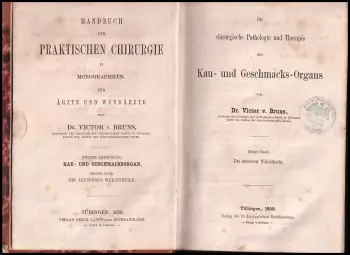 HANDBUCH
DER
PRAKTISCHEN CHIRURGIE
IN
MONOGRAPHIEEN.
FÜR
ÄRZTE UND WUNDÄRZTE
VON
Dr. VICTOR v. BRUNS,
ZWEITE ABTHEILUNG.
KAU- UND GESCHMACKSORGAN.
ERSTER BAND.
DIE AEUSSEREN WEICHTHEILE.
TÜBINGEN, 1859.
Die
chirurgische Pathologie und Therapie
des
Kau- und Geschmacks-Organs
von
Dr. Victor v. Bruns,
Erster Band.
Die äusseren Weichtheile.
Tübingen, 1859.